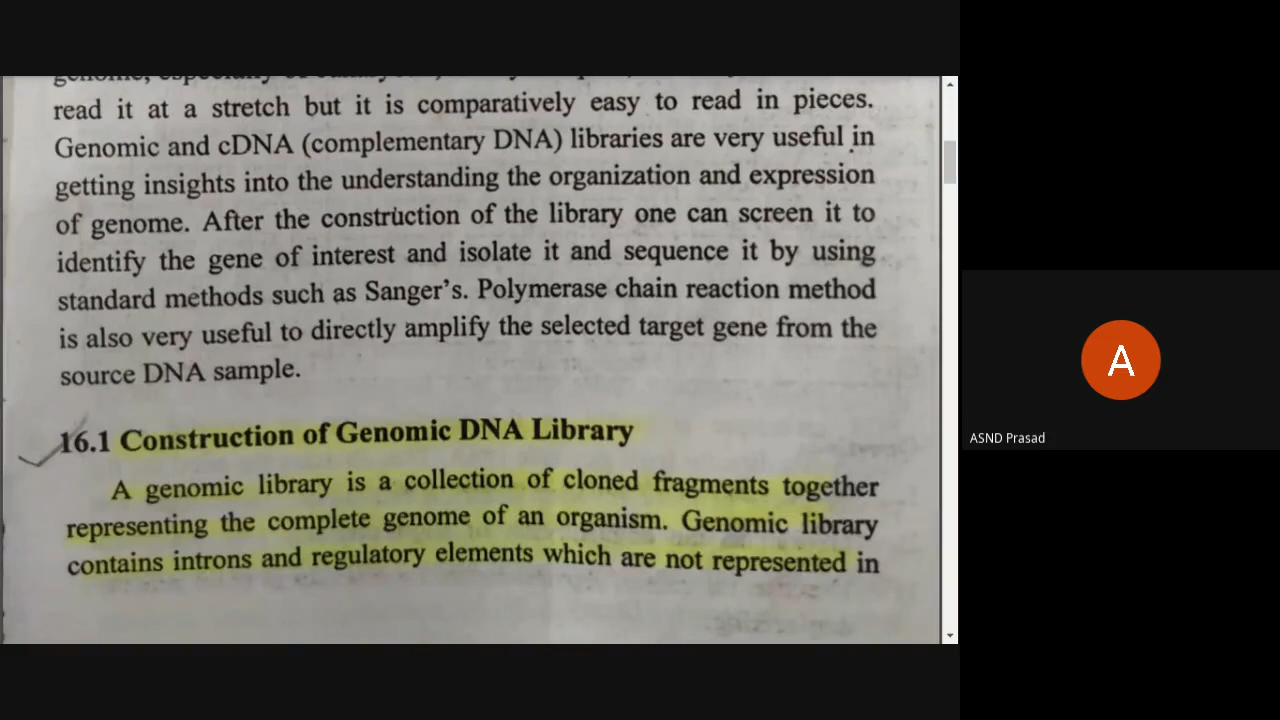 read it at a stretch but it is comparatively easy to read in pieces.
Genomic and cDNA (complementary DNA) libraries are very useful in
getting insights into the understanding the organization and expression
of genome. After the construction of the library one can screen it to
identify the gene of interest and isolate it and sequence it by using
standard methods such as Sanger's. Polymerase chain reaction method
is also very useful to directly amplify the selected target gene from the
source DNA sample.
16.1 Construction of Genomic DNA Library
A genomic library is a collection of cloned fragments together
representing the complete genome of an organism. Genomic library
contains introns and regulatory elements which are not represented in
A
ASND Prasad